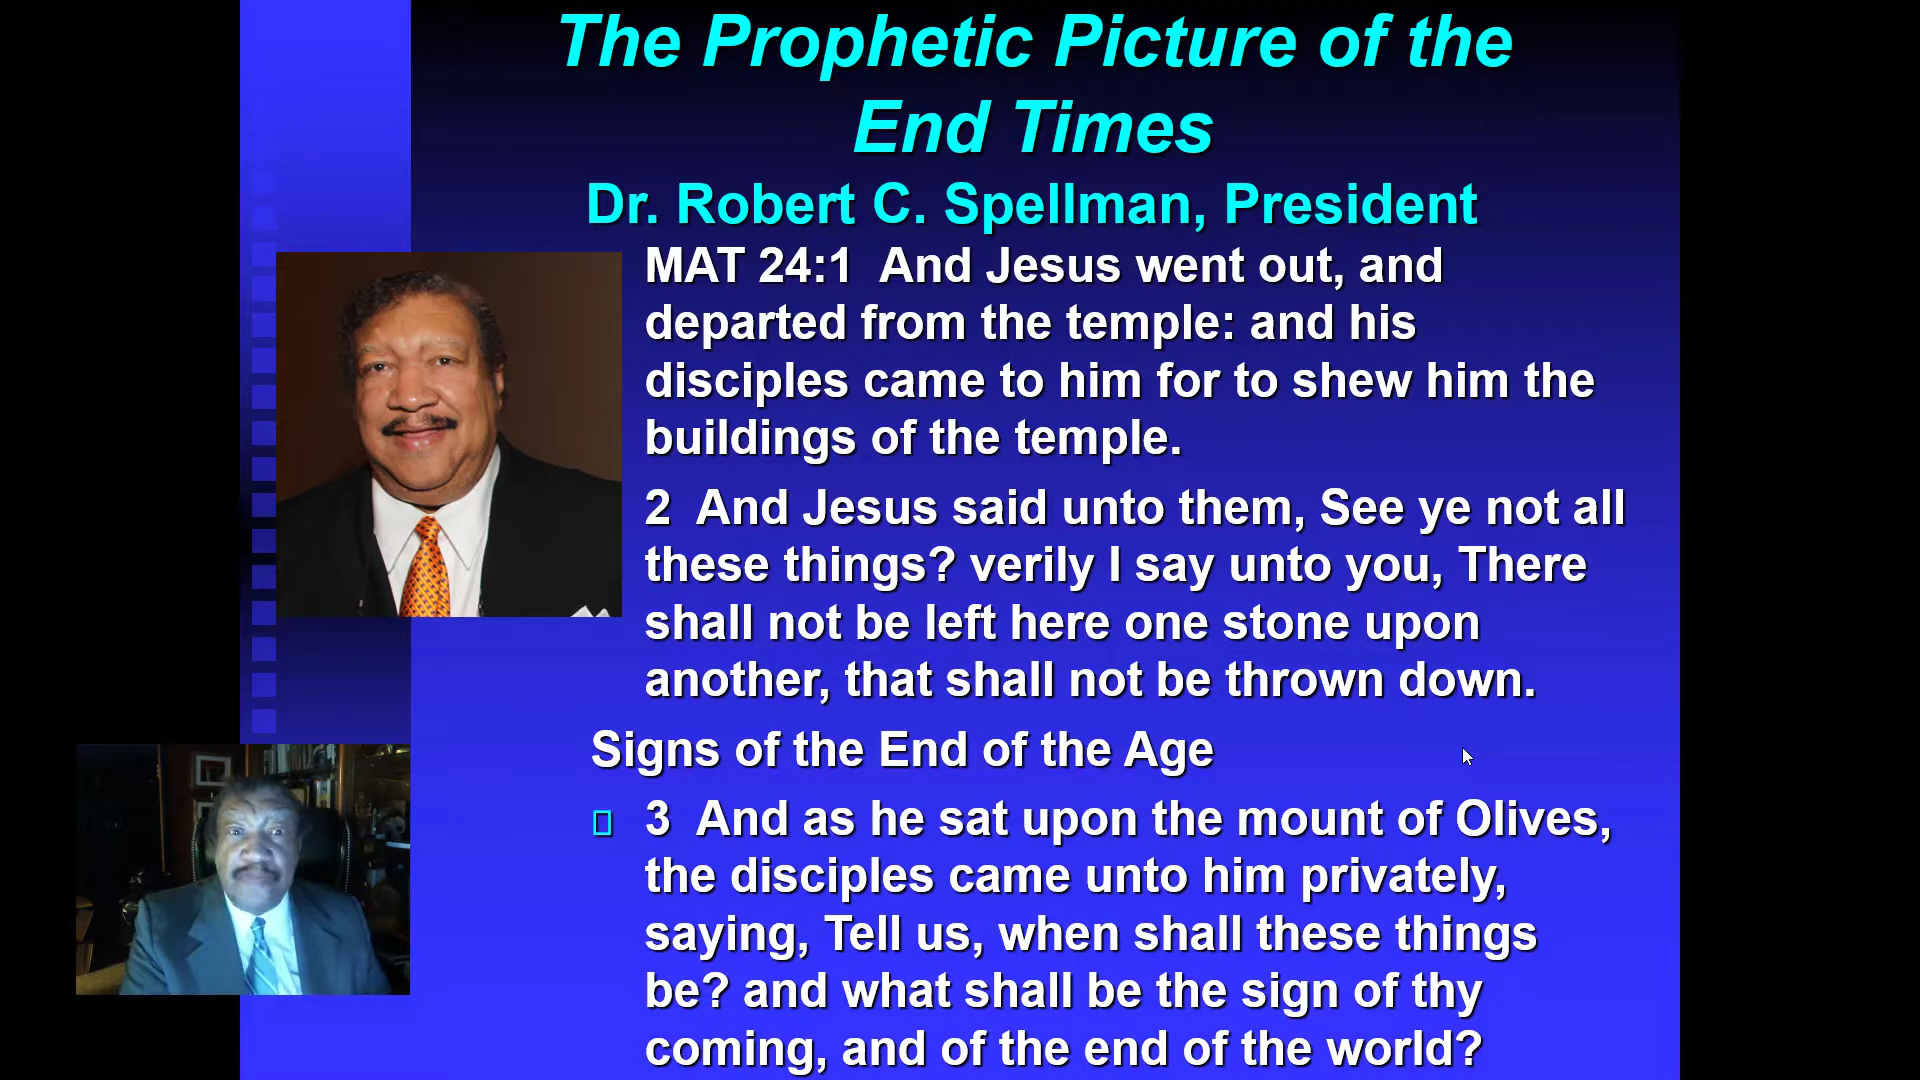 The Prophetic Picture of the
End Times
Dr. Robert C. Spellman, President
MAT 24:1  And Jesus went out, and
departed from the temple: and his
disciples came to him for to shew him the
buildings of the temple.
2  And Jesus said unto them, See ye not all
these things? verily I say unto you, There
shall not be left here one stone upon
another, that shall not be thrown down.
Signs of the End of the Age
3  And as he sat upon the mount of Olives,
the disciples came unto him privately,
saying, Tell us, when shall these things
be? and what shall be the sign of thy
coming, and of the end of the world?